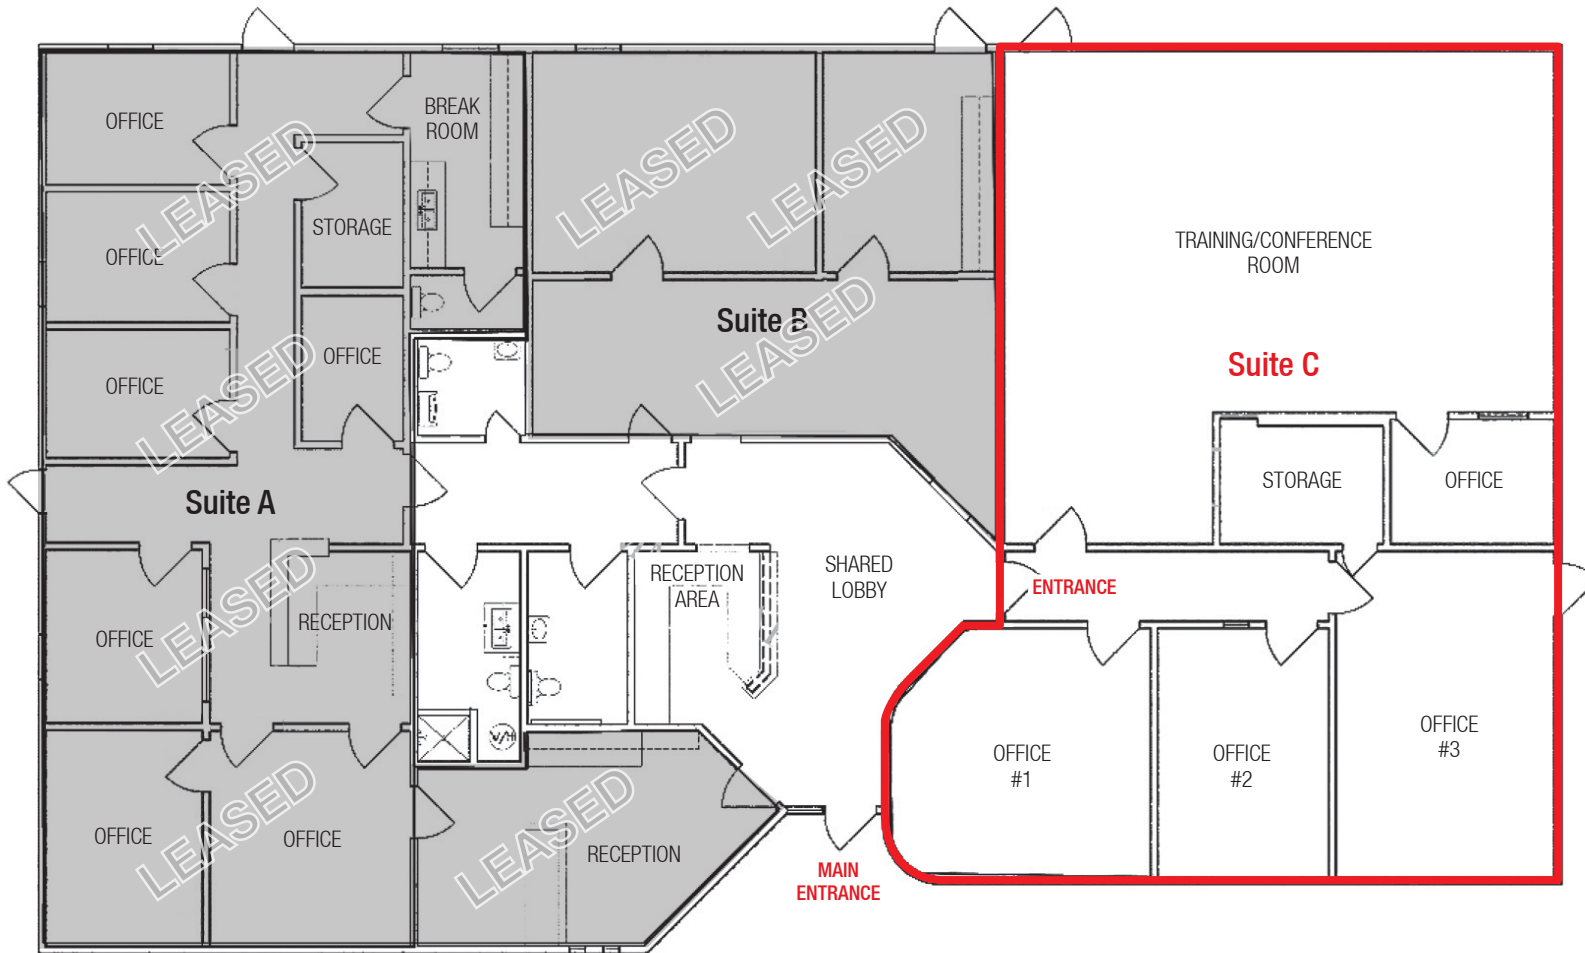 OFFICE
BREAK
ROOM
LEASED
LEASED
LEASED
STORAGE
TRAINING/CONFERENCE
ROOM
OFFICE
Suite B
LEASED
OFFICE
Suite C
OFFICE
LEASED
STORAGE
OFFICE
Suite A
SHARED
LOBBY
RECEPTION
AREA
ENTRANCE
RECEPTION
OFFICE
LEASED
OFFICE
#1
OFFICE
#2
OFFICE
#3
OFFICE
OFFICE
LEASED
LEASED
RECEPTION
MAIN
ENTRANCE
W/H